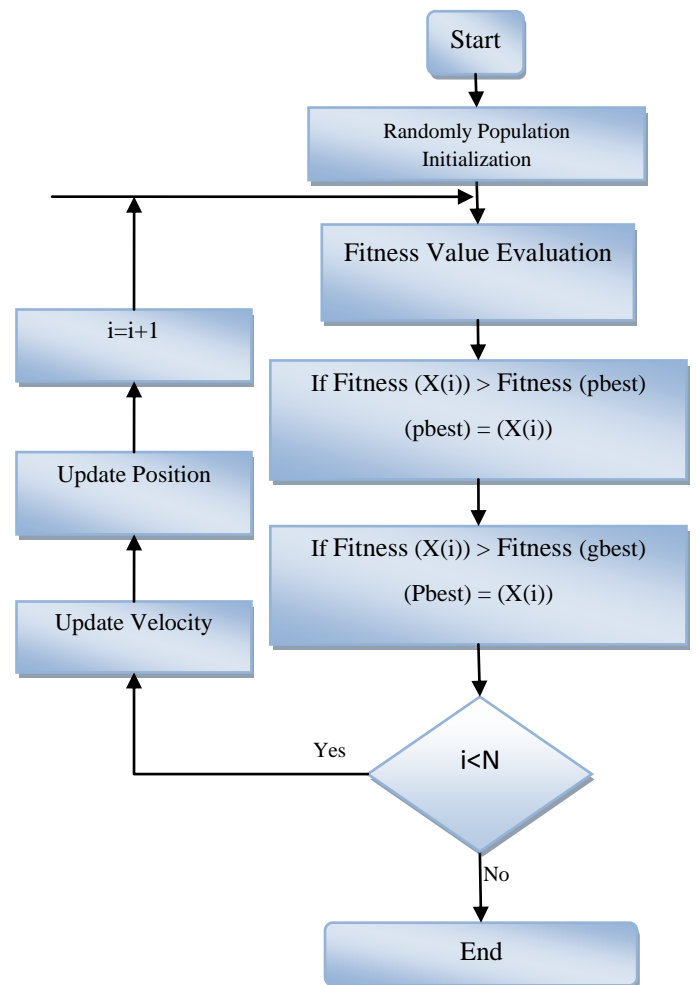 Start
Randomly Population
Initialization
Fitness Value Evaluation
If Fitness (X(i)) > Fitness (pbest)
(pbest) = (X(i))
If Fitness (X(i)) > Fitness (gbest)
(Pbest) = (X(i))
i<N
Yes
No
Update Velocity
Update Position
i=i+1
End